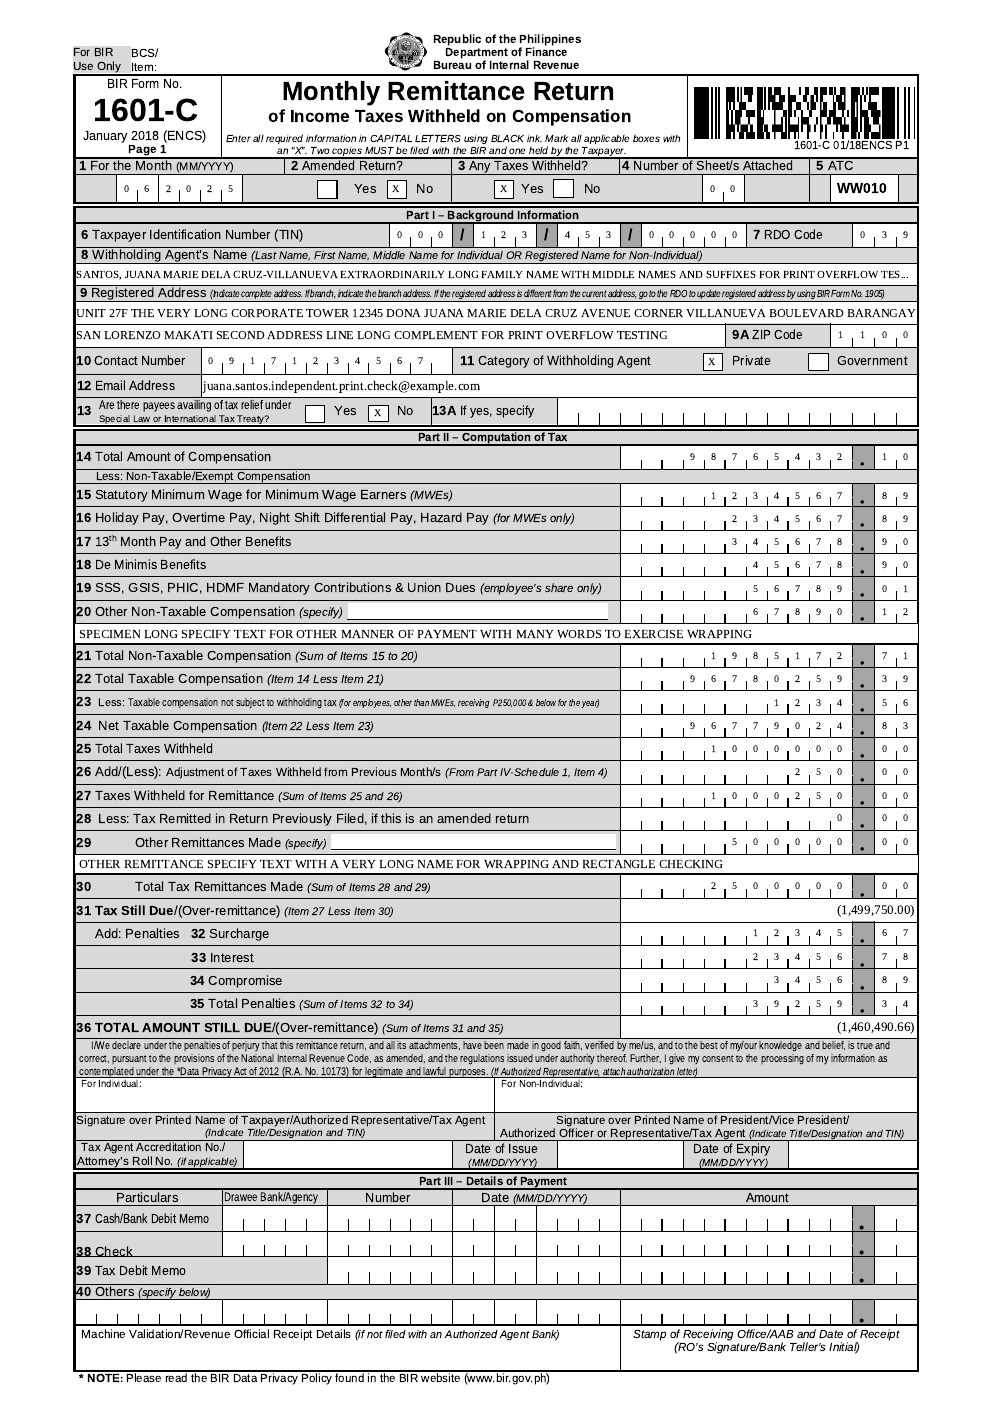 For BIR Use Only BCS/ Item:
Republic of the Philippines
Department of Finance
Bureau of Internal Revenue
BIR Form No.
1601-C
January 2018 (ENCS)
Page 1
Monthly Remittance Return
of Income Taxes Withheld on Compensation
Enter all required information in CAPITAL LETTERS using BLACK ink. Mark all applicable boxes with
an "X". Two copies MUST be filed with the BIR and one held by the Taxpayer.
1601-C 01/18ENCS P1
1 For the Month (MM/YYYY) 2 Amended Return? 3 Any Taxes Withheld? 4 Number of Sheet/s Attached 5 ATC
0 6 2 0 2 5 Yes X No X Yes No 0 0 WW010
Part I – Background Information
6 Taxpayer Identification Number (TIN) 0 0 0 / 1 2 3 / 4 5 3 / 0 0 0 0 0 7 RDO Code 0 3 9
8 Withholding Agent's Name (Last Name, First Name, Middle Name for Individual OR Registered Name for Non-Individual)
SANTOS, JUANA MARIE DELA CRUZ-VILLANUEVA EXTRAORDINARILY LONG FAMILY NAME WITH MIDDLE NAMES AND SUFFIXES FOR PRINT OVERFLOW TES...
9 Registered Address (Indicate complete address. If branch, indicate the branch address. If the registered address is different from the current address, go to the RDO to update registered address by using BIR Form No. 1905)
UNIT 27F THE VERY LONG CORPORATE TOWER 12345 DONA JUANA MARIE DELA CRUZ AVENUE CORNER VILLANUEVA BOULEVARD BARANGAY
SAN LORENZO MAKATI SECOND ADDRESS LINE LONG COMPLEMENT FOR PRINT OVERFLOW TESTING 9A ZIP Code 1 1 0 0
10 Contact Number 0 9 1 7 1 2 3 4 5 6 7 11 Category of Withholding Agent X Private Government
12 Email Address juana.santos.independent.print.check@example.com
13 Are there payees availing of tax relief under Special Law or International Tax Treaty? Yes X No 13A If yes, specify
Part II – Computation of Tax
14 Total Amount of Compensation 9 8 7 6 5 4 3 2 . 1 0
Less: Non-Taxable/Exempt Compensation
15 Statutory Minimum Wage for Minimum Wage Earners (MWEs) 1 2 3 4 5 6 7 . 8 9
16 Holiday Pay, Overtime Pay, Night Shift Differential Pay, Hazard Pay (for MWEs only) 2 3 4 5 6 7 . 8 9
17 13th Month Pay and Other Benefits 3 4 5 6 7 8 . 9 0
18 De Minimis Benefits 4 5 6 7 8 . 9 0
19 SSS, GSIS, PHIC, HDMF Mandatory Contributions & Union Dues (employee's share only) 5 6 7 8 9 . 0 1
20 Other Non-Taxable Compensation (specify) 6 7 8 9 0 . 1 2
SPECIMEN LONG SPECIFY TEXT FOR OTHER MANNER OF PAYMENT WITH MANY WORDS TO EXERCISE WRAPPING
21 Total Non-Taxable Compensation (Sum of Items 15 to 20) 1 9 8 5 1 7 2 . 7 1
22 Total Taxable Compensation (Item 14 Less Item 21) 9 6 7 8 0 2 5 9 . 3 9
23 Less: Taxable compensation not subject to withholding tax (for employees, other than MWEs, receiving P250,000 & below for the year) 1 2 3 4 . 5 6
24 Net Taxable Compensation (Item 22 Less Item 23) 9 6 7 7 9 0 2 4 . 8 3
25 Total Taxes Withheld 1 0 0 0 0 0 0 . 0 0
26 Add/(Less): Adjustment of Taxes Withheld from Previous Month/s (From Part IV-Schedule 1, Item 4) 2 5 0 . 0 0
27 Taxes Withheld for Remittance (Sum of Items 25 and 26) 1 0 0 0 2 5 0 . 0 0
28 Less: Tax Remitted in Return Previously Filed, if this is an amended return 0 . 0 0
29 Other Remittances Made (specify) 5 0 0 0 0 0 . 0 0
OTHER REMITTANCE SPECIFY TEXT WITH A VERY LONG NAME FOR WRAPPING AND RECTANGLE CHECKING
30 Total Tax Remittances Made (Sum of Items 28 and 29) 2 5 0 0 0 0 0 . 0 0
31 Tax Still Due/(Over-remittance) (Item 27 Less Item 30) (1,499,750.00)
Add: Penalties 32 Surcharge 1 2 3 4 5 . 6 7
33 Interest 2 3 4 5 6 . 7 8
34 Compromise 3 4 5 6 . 8 9
35 Total Penalties (Sum of Items 32 to 34) 3 9 2 5 9 . 3 4
36 TOTAL AMOUNT STILL DUE/(Over-remittance) (Sum of Items 31 and 35) (1,460,490.66)
I/We declare under the penalties of perjury that this remittance return, and all its attachments, have been made in good faith, verified by me/us, and to the best of my/our knowledge and belief, is true and
correct, pursuant to the provisions of the National Internal Revenue Code, as amended, and the regulations issued under authority thereof. Further, I give my consent to the processing of my information as
contemplated under the *Data Privacy Act of 2012 (R.A. No. 10173) for legitimate and lawful purposes. (If Authorized Representative, attach authorization letter)
For Individual: For Non-Individual:
Signature over Printed Name of Taxpayer/Authorized Representative/Tax Agent (Indicate Title/Designation and TIN)
Signature over Printed Name of President/Vice President/
Authorized Officer or Representative/Tax Agent (Indicate Title/Designation and TIN)
Tax Agent Accreditation No./ Attorney's Roll No. (if applicable) Date of Issue (MM/DD/YYYY) Date of Expiry (MM/DD/YYYY)
Part III – Details of Payment
Particulars Drawee Bank/Agency Number Date (MM/DD/YYYY) Amount
37 Cash/Bank Debit Memo .
38 Check .
39 Tax Debit Memo .
40 Others (specify below)
.
Machine Validation/Revenue Official Receipt Details (if not filed with an Authorized Agent Bank)
Stamp of Receiving Office/AAB and Date of Receipt
(RO's Signature/Bank Teller's Initial)
* NOTE: Please read the BIR Data Privacy Policy found in the BIR website (www.bir.gov.ph)